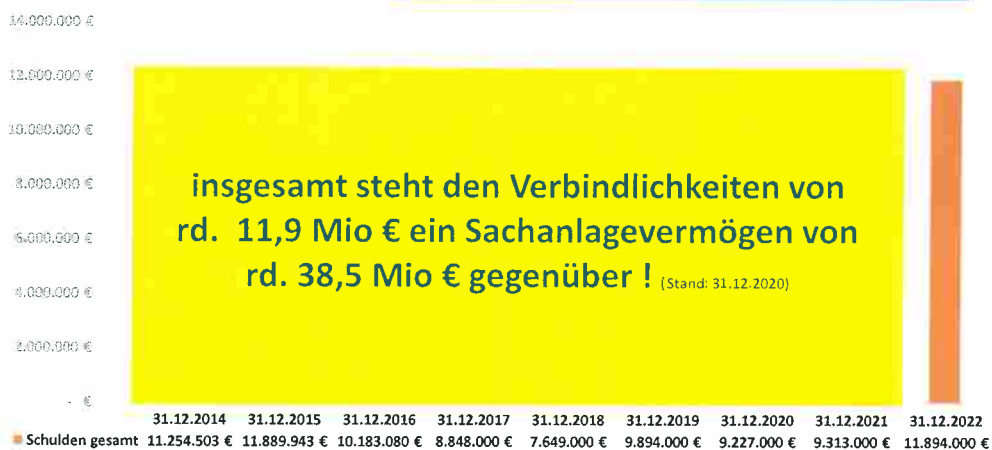 14.000.000 €
12.000.000 €
10.000.000 €
8.000.000 €
6.000.000 €
4.000.000 €
2.000.000 €
- €
insgesamt steht den Verbindlichkeiten von
rd. 11,9 Mio € ein Sachanlagevermögen von
rd. 38,5 Mio € gegenüber ! (Stand: 31.12.2020)
31.12.2014 31.12.2015 31.12.2016 31.12.2017 31.12.2018 31.12.2019 31.12.2020 31.12.2021 31.12.2022
Schulden gesamt 11.254.503 € 11.889.943 € 10.183.080 € 8.848.000 € 7.649.000 € 9.894.000 € 9.227.000 € 9.313.000 € 11.894.000 €